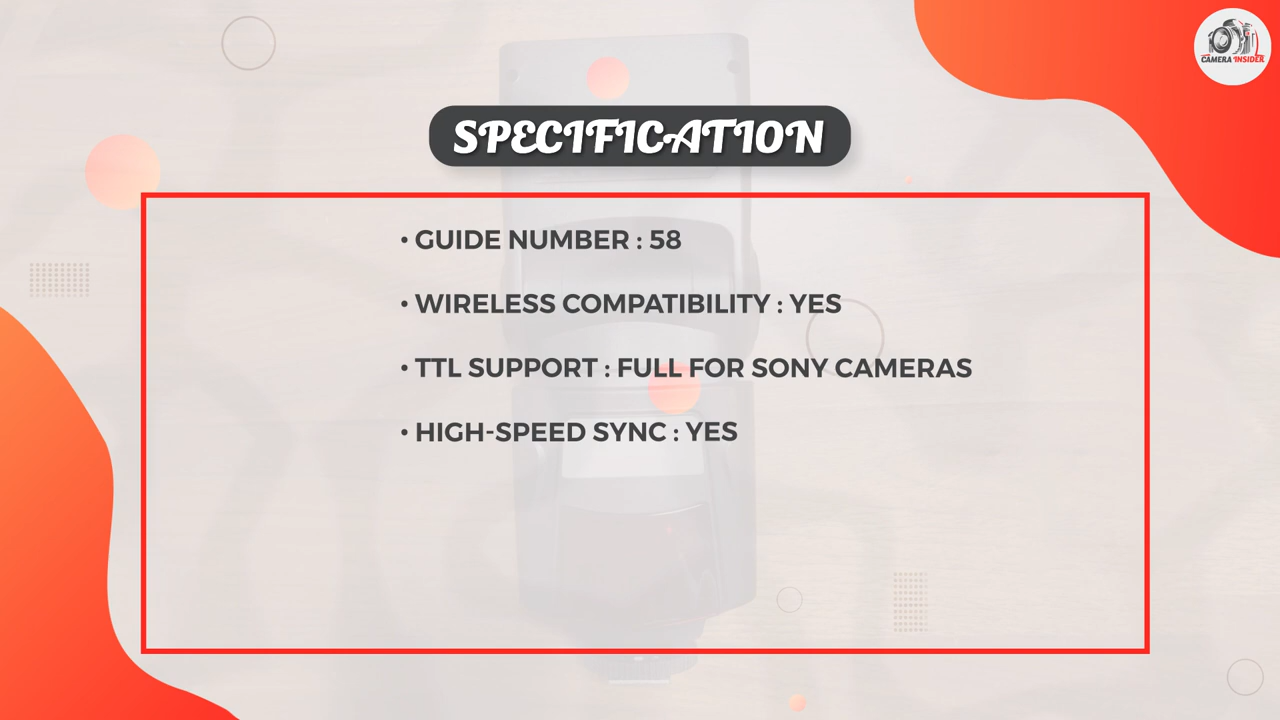 CAMERA INSIDER
SPECIFICATION
• GUIDE NUMBER : 58
• WIRELESS COMPATIBILITY : YES
• TTL SUPPORT : FULL FOR SONY CAMERAS
• HIGH-SPEED SYNC : YES